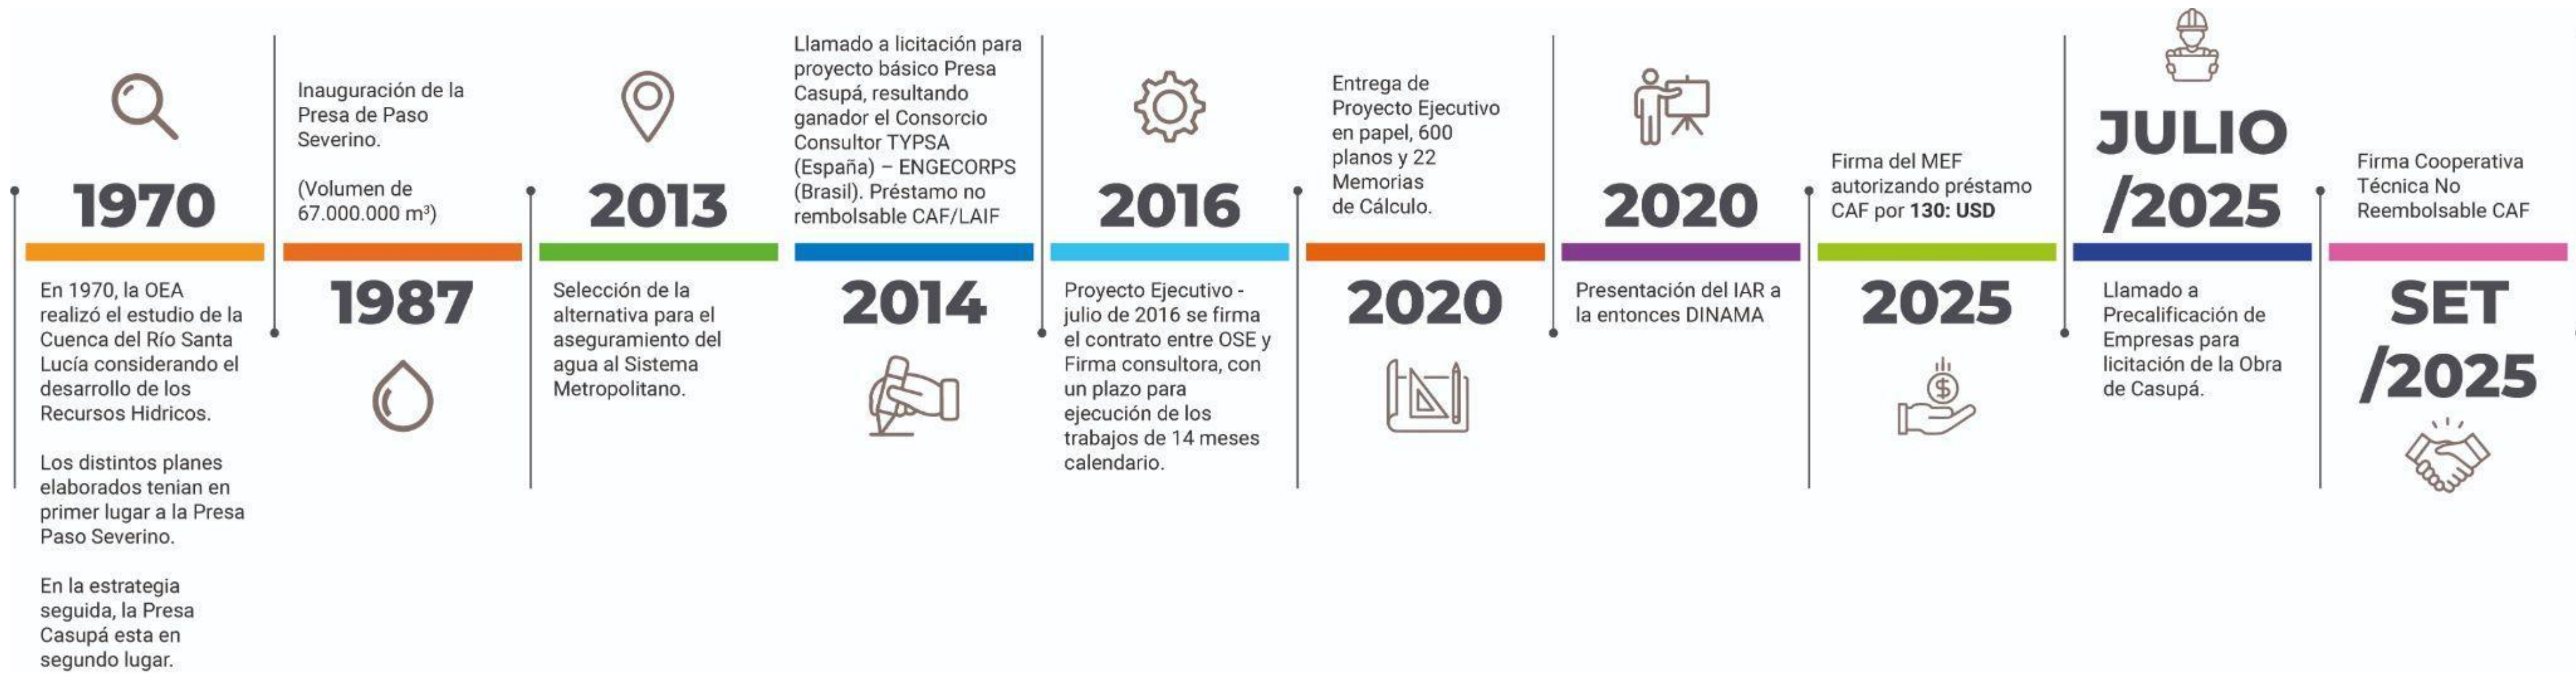 1970
En 1970, la OEA
realizó el estudio de la
Cuenca del Río Santa
Lucía considerando el
desarrollo de los
Recursos Hidricos.
Los distintos planes
elaborados tenian en
primer lugar a la Presa
Paso Severino.
En la estrategia
seguida, la Presa
Casupá esta en
segundo lugar.
Inauguración de la
Presa de Paso
Severino.
(Volumen de
67.000.000 m³)
1987
2013
Selección de la
alternativa para el
aseguramiento del
agua al Sistema
Metropolitano.
Llamado a licitación para
proyecto básico Presa
Casupá, resultando
ganador el Consorcio
Consultor TYPSA
(España) – ENGECORPS
(Brasil). Préstamo no
rembolsable CAF/LAIF
2014
2016
Proyecto Ejecutivo -
julio de 2016 se firma
el contrato entre OSE y
Firma consultora, con
un plazo para
ejecución de los
trabajos de 14 meses
calendario.
Entrega de
Proyecto Ejecutivo
en papel, 600
planos y 22
Memorias
de Cálculo.
2020
2020
Presentación del IAR a
la entonces DINAMA
Firma del MEF
autorizando préstamo
CAF por 130: USD
2025
JULIO
/2025
Llamado a
Precalificación de
Empresas para
licitación de la Obra
de Casupá.
Firma Cooperativa
Técnica No
Reembolsable CAF
SET
/2025